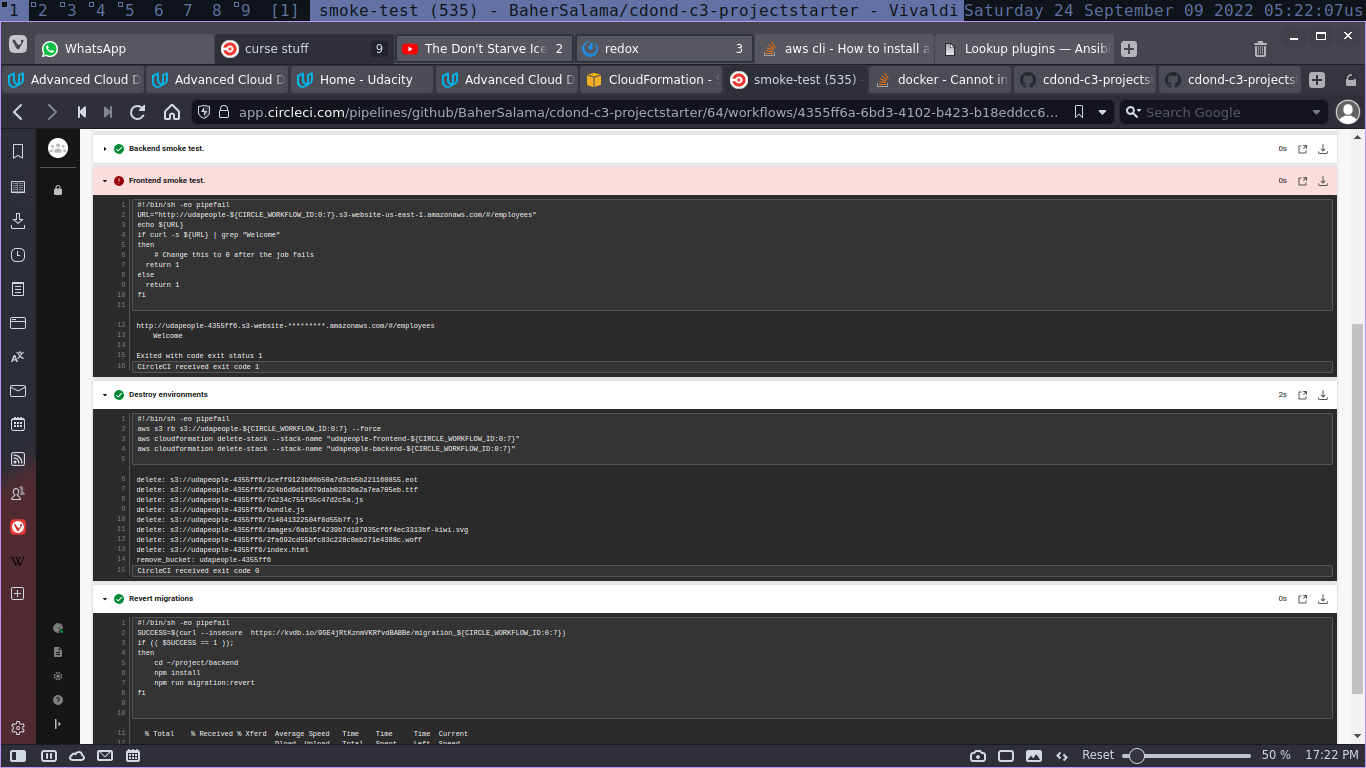 1 2 3 4 5 6 7 8 9 [1] smoke-test (535) - BaherSalama/cdond-c3-projectstarter - Vivaldi Saturday 24 September 09 2022 05:22:07us
WhatsApp curse stuff 9 The Don't Starve Ice 2 redox 3 aws cli - How to install a Lookup plugins — Ansibl
Advanced Cloud D Advanced Cloud D Home - Udacity Advanced Cloud D CloudFormation - S smoke-test (535) - docker - Cannot in cdond-c3-projects cdond-c3-projects
app.circleci.com/pipelines/github/BaherSalama/cdond-c3-projectstarter/64/workflows/4355ff6a-6bd3-4102-b423-b18eddcc6... Search Google
Backend smoke test. 0s
Frontend smoke test. 0s
1 #!/bin/sh -eo pipefail
2 URL="http://udapeople-${CIRCLE_WORKFLOW_ID:0:7}.s3-website-us-east-1.amazonaws.com/#/employees"
3 echo ${URL}
4 if curl -s ${URL} | grep "Welcome"
5 then
6 # Change this to 0 after the job fails
7 return 1
8 else
9 return 1
10 fi
11
12 http://udapeople-4355ff6.s3-website-*********.amazonaws.com/#/employees
13 Welcome
14
15 Exited with code exit status 1
16 CircleCI received exit code 1
Destroy environments 2s
1 #!/bin/sh -eo pipefail
2 aws s3 rb s3://udapeople-${CIRCLE_WORKFLOW_ID:0:7} --force
3 aws cloudformation delete-stack --stack-name "udapeople-frontend-${CIRCLE_WORKFLOW_ID:0:7}"
4 aws cloudformation delete-stack --stack-name "udapeople-backend-${CIRCLE_WORKFLOW_ID:0:7}"
5
6 delete: s3://udapeople-4355ff6/1ceff9123b66b50a7d3cb5b221160855.eot
7 delete: s3://udapeople-4355ff6/224b6d9d16679dab02826a2a7ea705eb.ttf
8 delete: s3://udapeople-4355ff6/7d234c755f55c47d2c5a.js
9 delete: s3://udapeople-4355ff6/bundle.js
10 delete: s3://udapeople-4355ff6/714041322504f8d55b7f.js
11 delete: s3://udapeople-4355ff6/images/6ab15f4239b7d187935cf6f4ec3313bf-kiwi.svg
12 delete: s3://udapeople-4355ff6/2fa692cd55bfc83c228c0ab271e4388c.woff
13 delete: s3://udapeople-4355ff6/index.html
14 remove_bucket: udapeople-4355ff6
15 CircleCI received exit code 0
Revert migrations 0s
1 #!/bin/sh -eo pipefail
2 SUCCESS=$(curl --insecure https://kvdb.io/9GE4jRtKznmVKRfvdBABBe/migration_${CIRCLE_WORKFLOW_ID:0:7})
3 if (( $SUCCESS == 1 ));
4 then
5 cd ~/project/backend
6 npm install
7 npm run migration:revert
8 fi
9
10
11 % Total % Received % Xferd Average Speed Time Time Time Current
12 Dload Upload Total Spent Left Speed
Reset 50 % 17:22 PM